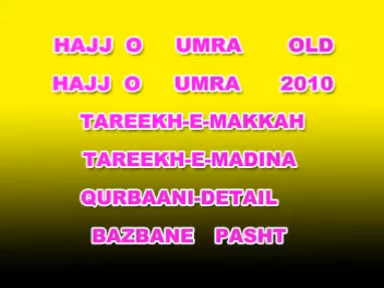 HAJJ O UMRA OLD
HAJJ O UMRA 2010
TAREEKH-E-MAKKAH
TAREEKH-E-MADINA
QURBAANI-DETAIL
BAZBANE PASHT